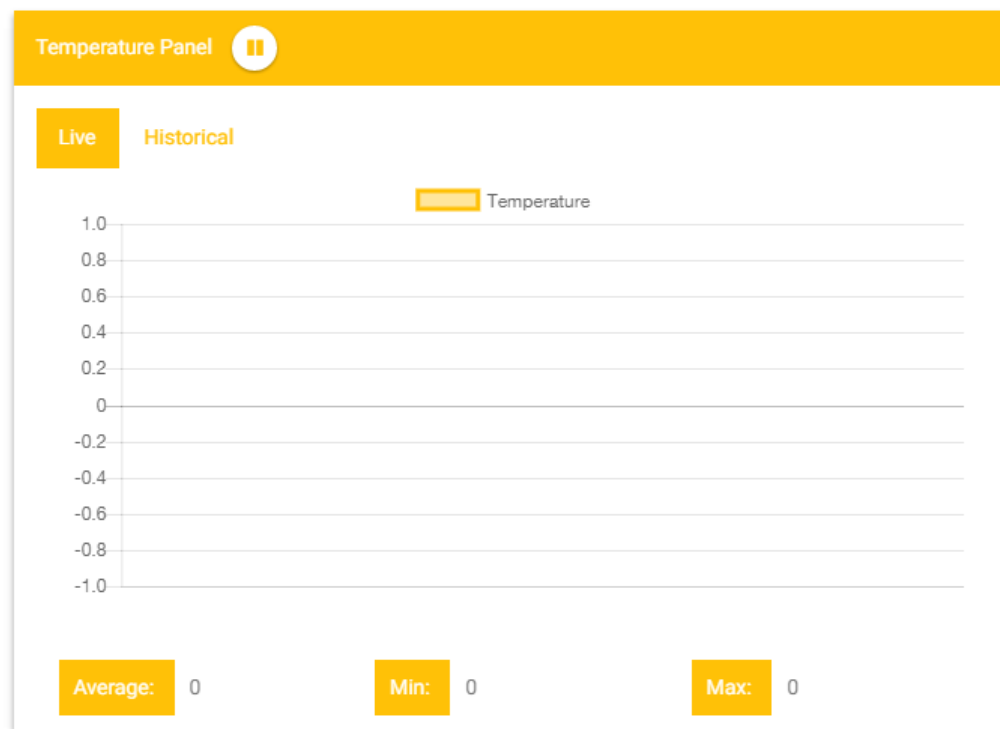 Temperature Panel
Live Historical
Temperature
1.0
0.8
0.6
0.4
0.2
0
-0.2
-0.4
-0.6
-0.8
-1.0
Average: 0 Min: 0 Max: 0